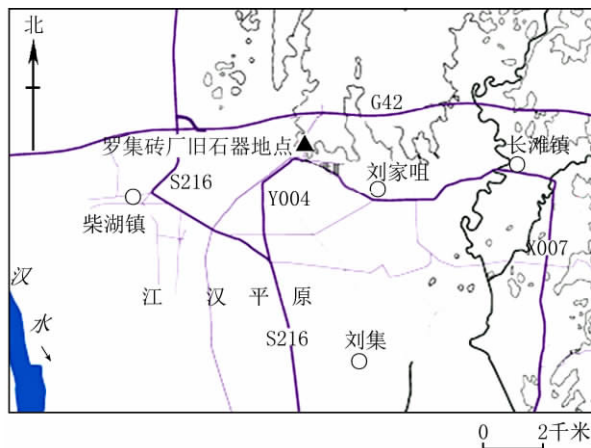 北
G42
罗集砖厂旧石器地点
长滩镇
刘家咀
S216
Y004
柴湖镇
X007
汉
水
江汉平原
S216
刘集
0 2千米